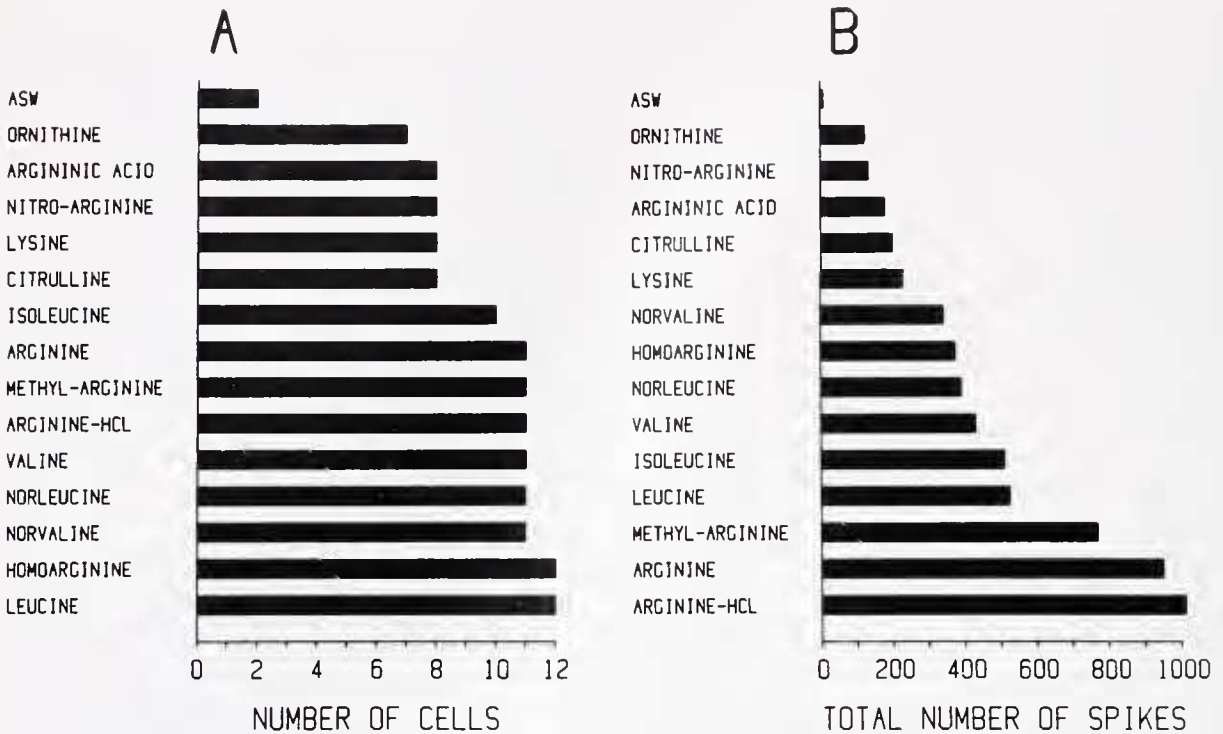 A
ASW
ORNITHINE
ARGININIC ACID
NITRO-ARGININE
LYSINE
CITRULLINE
ISOLEUCINE
ARGININE
METHYL-ARGININE
ARGININE-HCL
VALINE
NORLEUCINE
NORVALINE
HOMOARGININE
LEUCINE
0 2 4 6 8 10 12
NUMBER OF CELLS
B
ASW
ORNITHINE
NITRO-ARGININE
ARGININIC ACID
CITRULLINE
LYSINE
NORVALINE
HOMOARGININE
NORLEUCINE
VALINE
ISOLEUCINE
LEUCINE
METHYL-ARGININE
ARGININE
ARGININE-HCL
0 200 400 600 800 1000
TOTAL NUMBER OF SPIKES